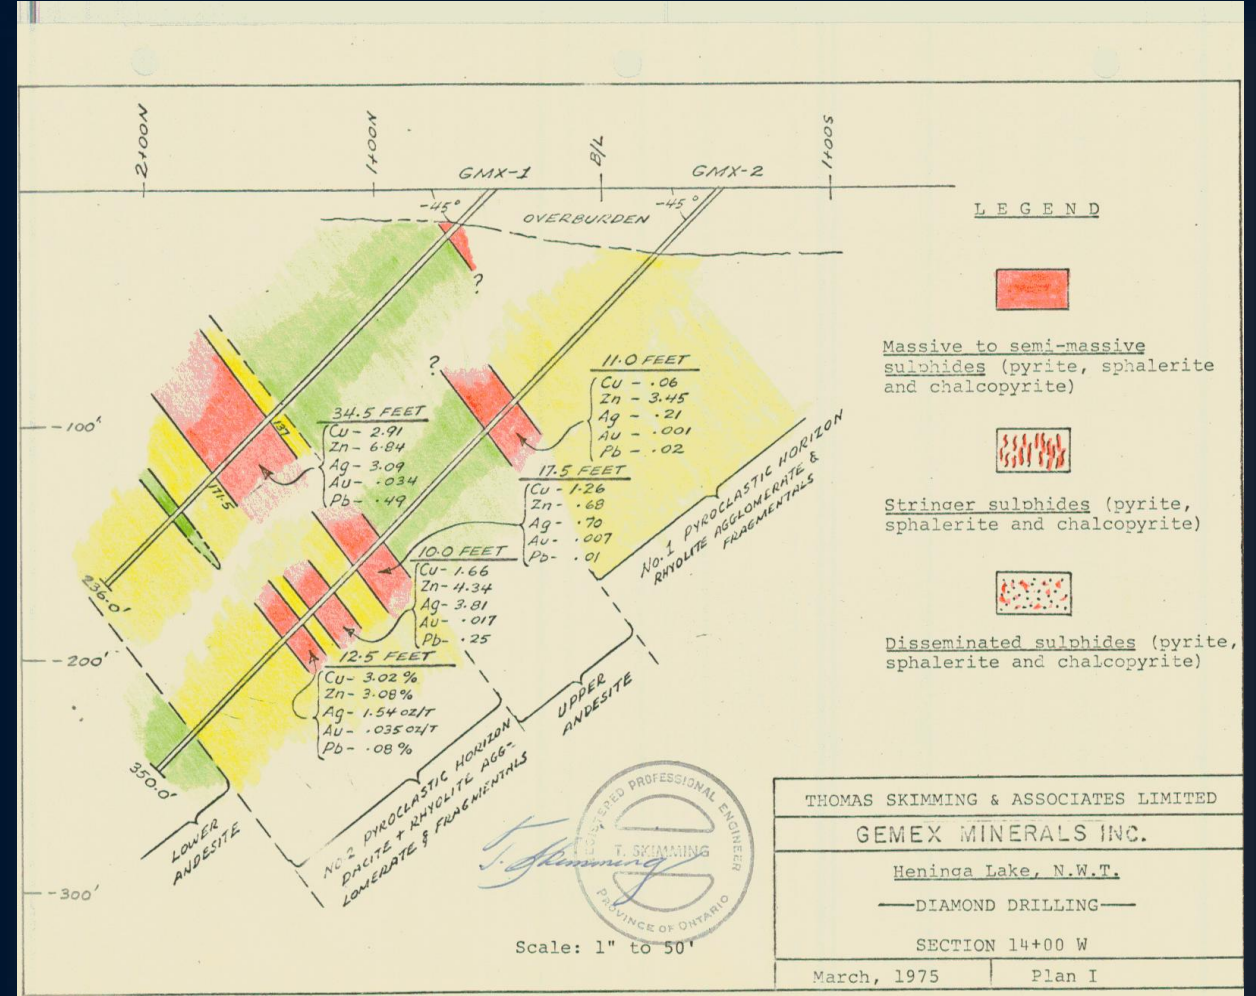 2+00N
1+00N
B/L
1+00S
GMX-1
GMX-2
-45°
-45°
OVERBURDEN
?
?
-100'
-200'
-300'
137
171.5
236.0'
350.0'
34.5 FEET
Cu- 2.91
Zn- 6.84
Ag- 3.09
Au- .034
Pb- .49
11.0 FEET
Cu - .06
Zn - 3.45
Ag - .21
Au - .001
Pb - .02
17.5 FEET
Cu - 1.26
Zn - .68
Ag - .70
Au - .007
Pb - .01
10.0 FEET
Cu- 1.66
Zn- 4.34
Ag- 3.81
Au- .017
Pb- .25
12.5 FEET
Cu- 3.02 %
Zn- 3.08%
Ag- 1.54 oz/T
Au- .035 oz/T
Pb- .08 %
NO.1 PYROCLASTIC HORIZON
RHYOLITE AGGLOMERATE &
FRAGMENTALS
UPPER
ANDESITE
NO.2 PYROCLASTIC HORIZON
DACITE + RHYOLITE AGG-
LOMERATE & FRAGMENTALS
LOWER
ANDESITE
LEGEND
Massive to semi-massive
sulphides (pyrite, sphalerite
and chalcopyrite)
Stringer sulphides (pyrite,
sphalerite and chalcopyrite)
Disseminated sulphides (pyrite,
sphalerite and chalcopyrite)
REGISTERED PROFESSIONAL ENGINEER
T. SKIMMING
PROVINCE OF ONTARIO
T. Skimming
Scale: 1" to 50'
THOMAS SKIMMING & ASSOCIATES LIMITED
GEMEX MINERALS INC.
Heninga Lake, N.W.T.
DIAMOND DRILLING
SECTION 14+00 W
March, 1975
Plan I